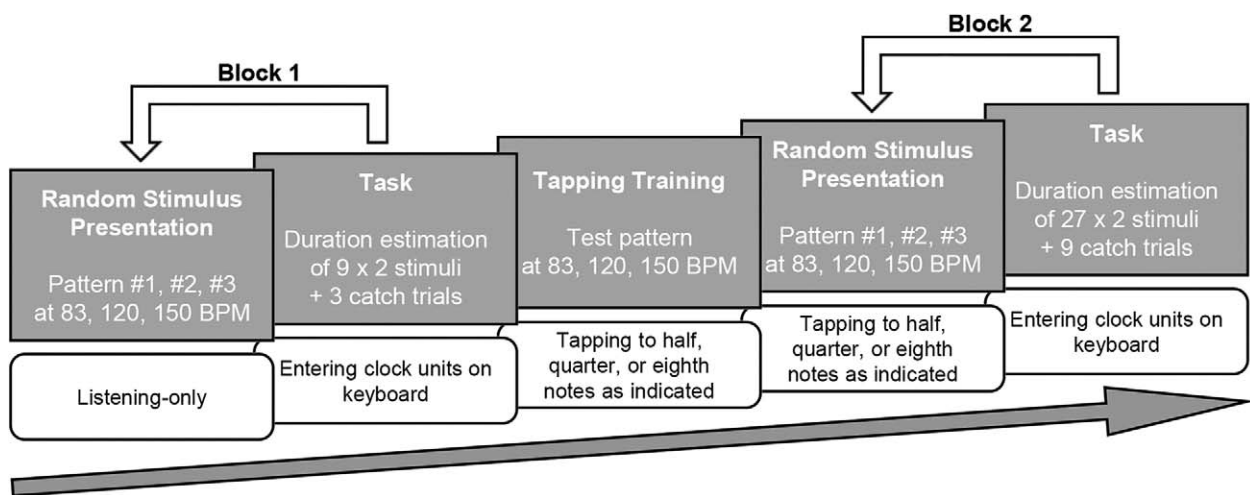 Block 1
Block 2
Random Stimulus
Presentation
Pattern #1, #2, #3
at 83, 120, 150 BPM
Listening-only
Task
Duration estimation
of 9 x 2 stimuli
+ 3 catch trials
Entering clock units on
keyboard
Tapping Training
Test pattern
at 83, 120, 150 BPM
Tapping to half,
quarter, or eighth
notes as indicated
Random Stimulus
Presentation
Pattern #1, #2, #3
at 83, 120, 150 BPM
Tapping to half,
quarter, or eighth
notes as indicated
Task
Duration estimation
of 27 x 2 stimuli
+ 9 catch trials
Entering clock units on
keyboard